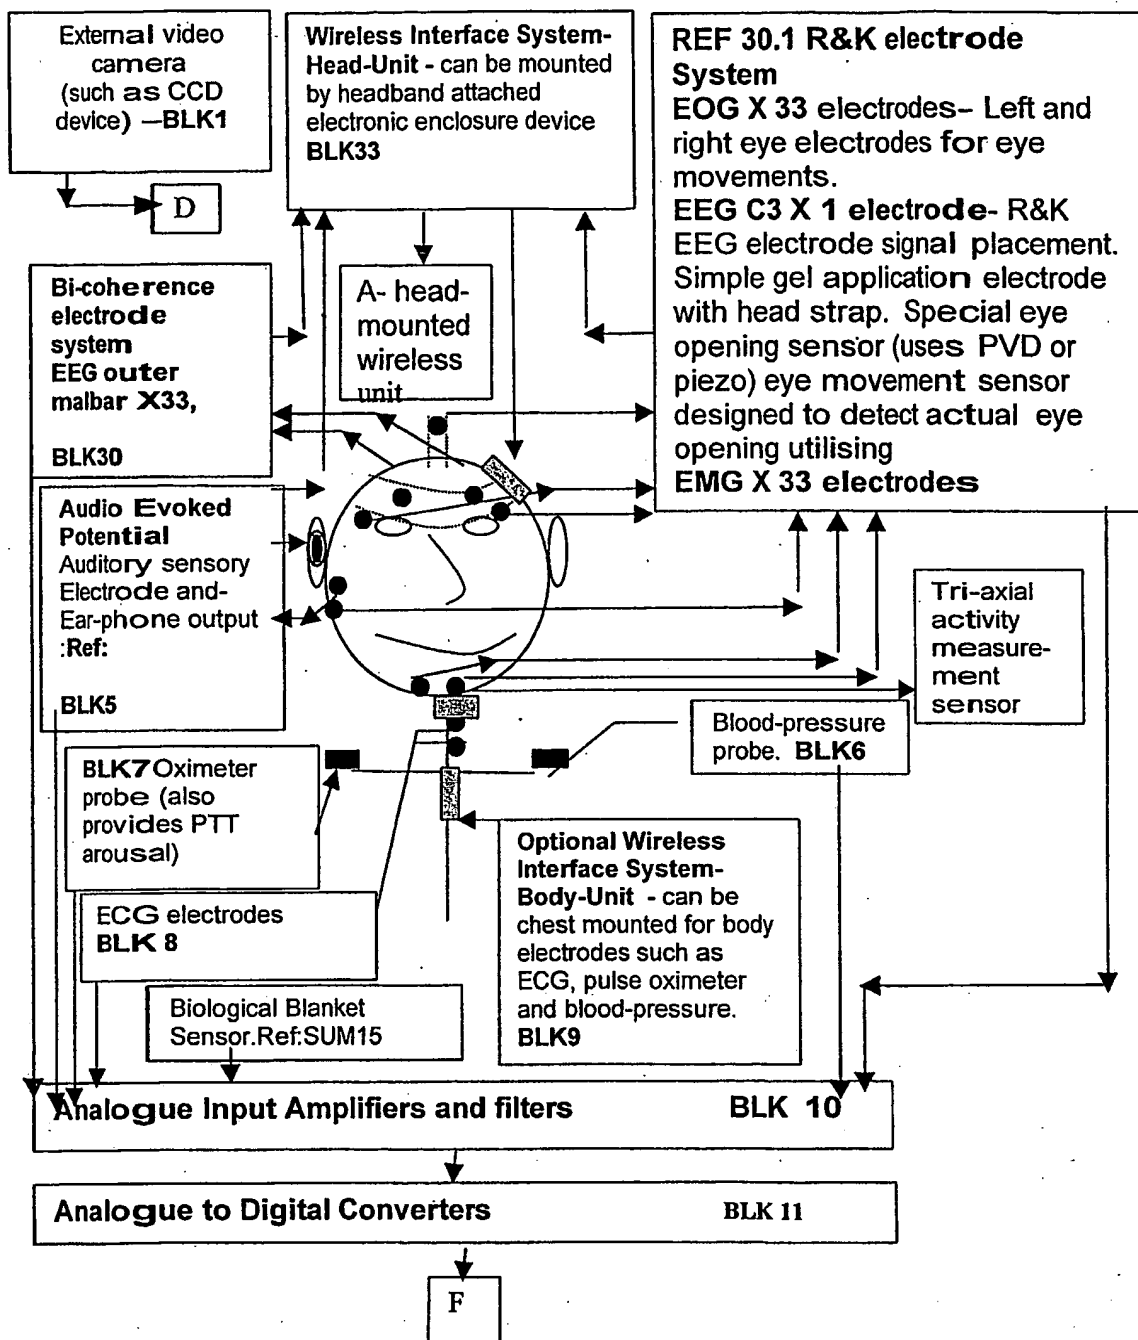 External video
camera
(such as CCD
device) —BLK1
D
Wireless Interface System-
Head-Unit - can be mounted
by headband attached
electronic enclosure device
BLK33
REF 30.1 R&K electrode
System
EOG X 33 electrodes– Left and
right eye electrodes for eye
movements.
EEG C3 X 1 electrode- R&K
EEG electrode signal placement.
Simple gel application electrode
with head strap. Special eye
opening sensor (uses PVD or
piezo) eye movement sensor
designed to detect actual eye
opening utilising
EMG X 33 electrodes
Bi-coherence
electrode
system
EEG outer
malbar X33,
BLK30
A- head-
mounted
wireless
unit
Audio Evoked
Potential
Auditory sensory
Electrode and-
Ear-phone output
:Ref:
BLK5
Tri-axial
activity
measure-
ment
sensor
Blood-pressure
probe. BLK6
BLK7 Oximeter
probe (also
provides PTT
arousal)
Optional Wireless
Interface System-
Body-Unit - can be
chest mounted for body
electrodes such as
ECG, pulse oximeter
and blood-pressure.
BLK9
ECG electrodes
BLK 8
Biological Blanket
Sensor.Ref:SUM15
Analogue Input Amplifiers and filters BLK 10
Analogue to Digital Converters BLK 11
F